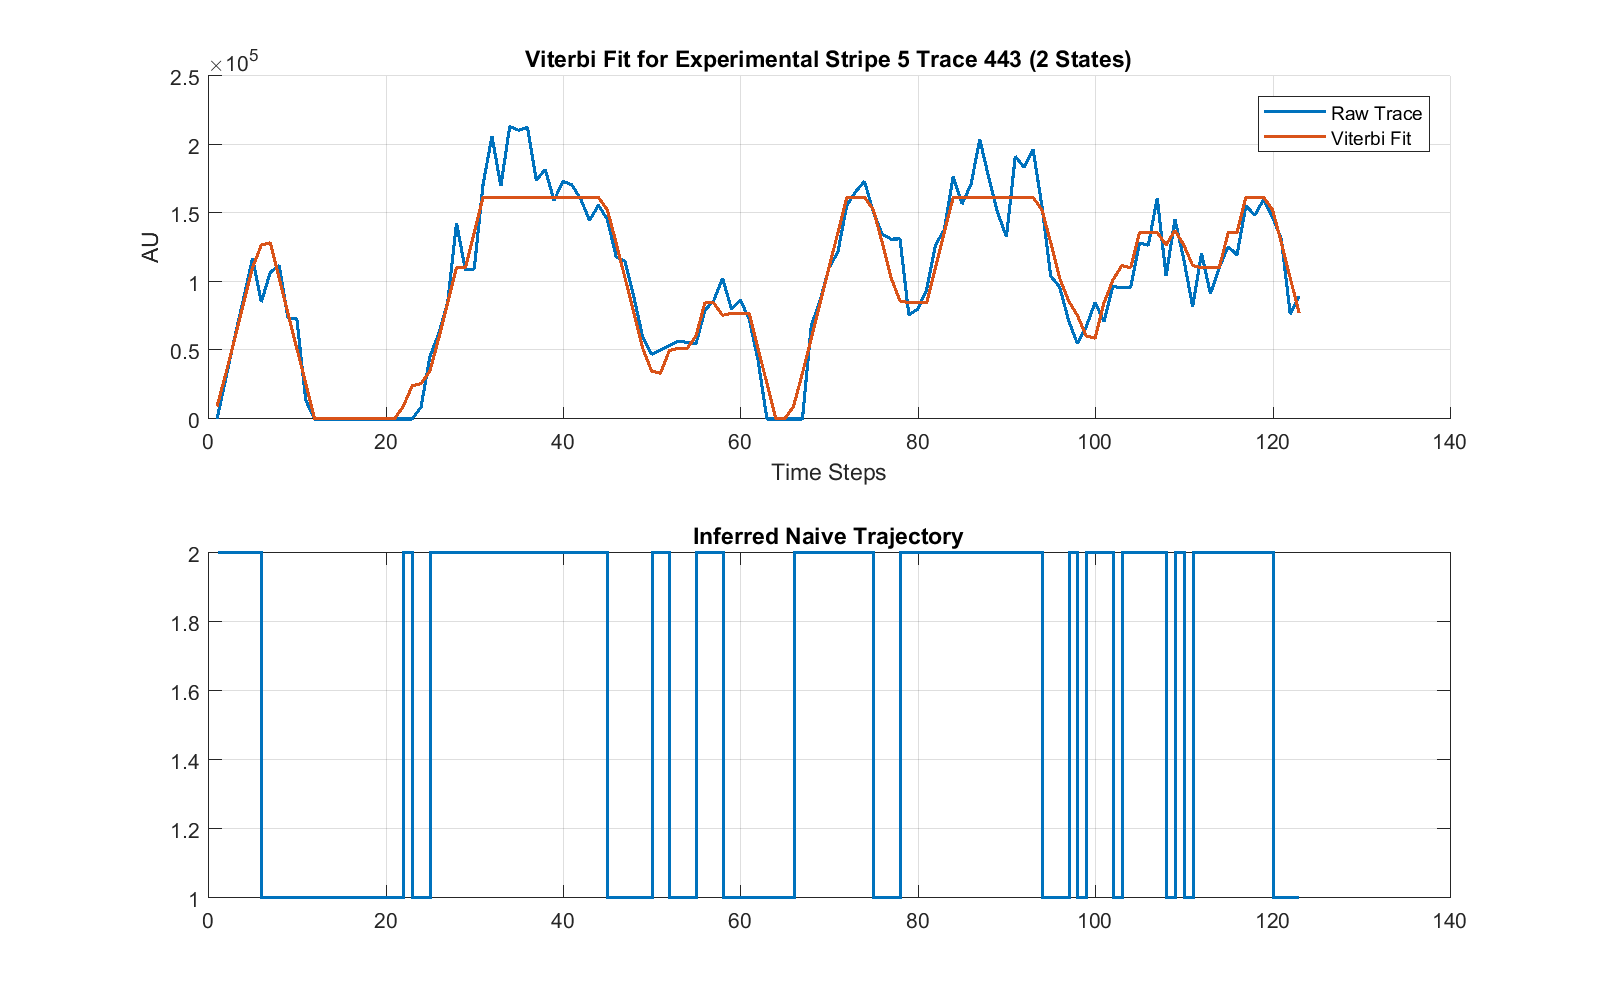 Viterbi Fit for Experimental Stripe 5 Trace 443 (2 States)
×10^5
2.5
2
1.5
1
0.5
0
AU
Raw Trace
Viterbi Fit
0 20 40 60 80 100 120 140
Time Steps
Inferred Naive Trajectory
2
1.8
1.6
1.4
1.2
1
0 20 40 60 80 100 120 140